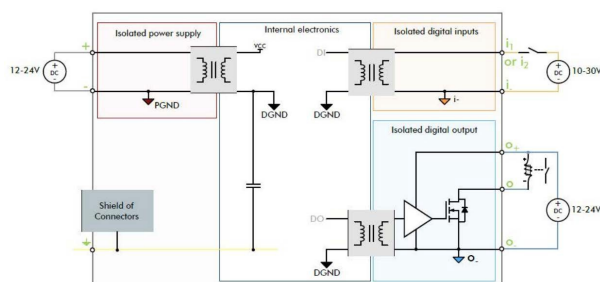 Isolated power supply
Internal electronics
Isolated digital inputs
+
VCC
DI
i1
or i2
12-24V
+
DC
-
+
DC
-
10-30V
-
PGND
DGND
DGND
i-
i-
Isolated digital output
o+
+
-
o
Shield of
Connectors
DO
+
DC
-
12-24V
DGND
o-
o-